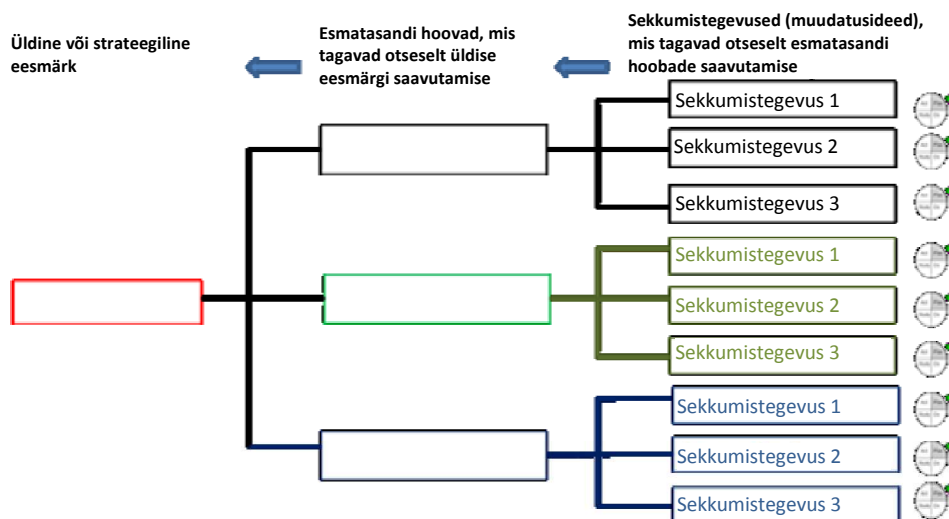 Üldine või strateegiline
eesmärk
Esmatasandi hoovad, mis
tagavad otseselt üldise
eesmärgi saavutamise
Sekkumistegevused (muudatusideed),
mis tagavad otseselt esmatasandi
hoobade saavutamise
Sekkumistegevus 1
Sekkumistegevus 2
Sekkumistegevus 3
Sekkumistegevus 1
Sekkumistegevus 2
Sekkumistegevus 3
Sekkumistegevus 1
Sekkumistegevus 2
Sekkumistegevus 3